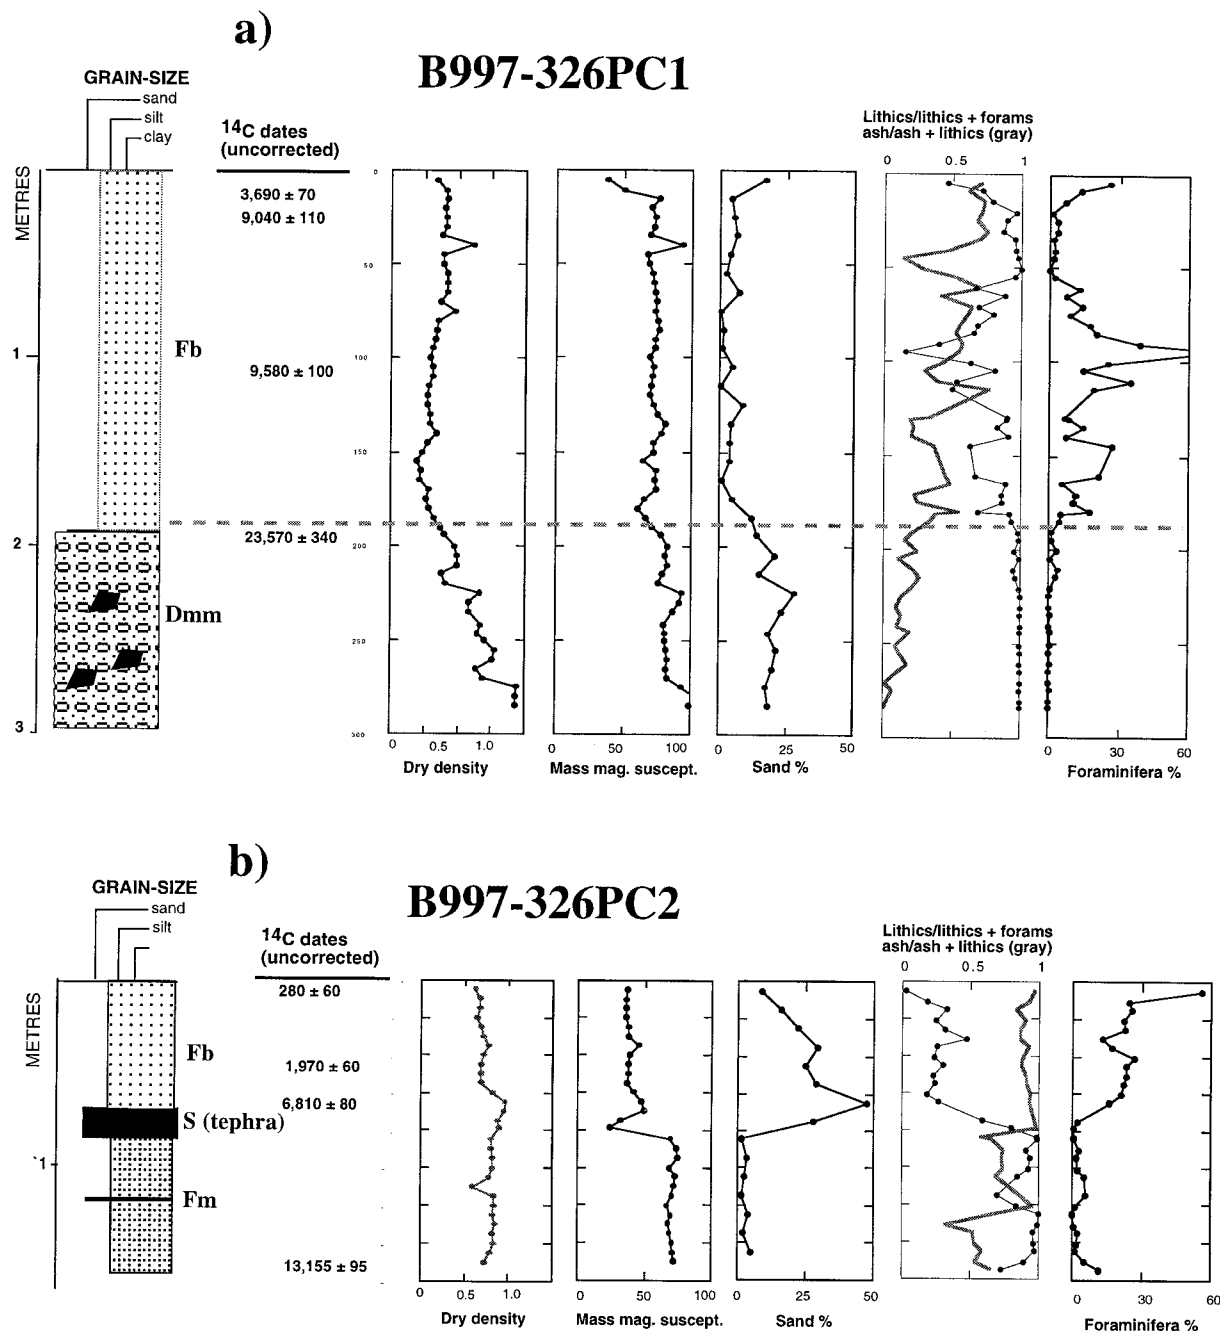 a)
B997-326PC1
GRAIN-SIZE
sand
silt
clay
14C dates
(uncorrected)
Lithics/lithics + forams
ash/ash + lithics (gray)
0 0.5 1
METRES
3,690 ± 70
9,040 ± 110
9,580 ± 100
23,570 ± 340
1
2
3
Fb
Dmm
0
50
100
150
200
250
300
0 0.5 1.0
Dry density
0 50 100
Mass mag. suscept.
0 25 50
Sand %
0 30 60
Foraminifera %
b)
B997-326PC2
GRAIN-SIZE
sand
silt
14C dates
(uncorrected)
Lithics/lithics + forams
ash/ash + lithics (gray)
0 0.5 1
METRES
280 ± 60
1,970 ± 60
6,810 ± 80
13,155 ± 95
1
Fb
S (tephra)
Fm
0 0.5 1.0
Dry density
0 50 100
Mass mag. suscept.
0 25 50
Sand %
0 30 60
Foraminifera %